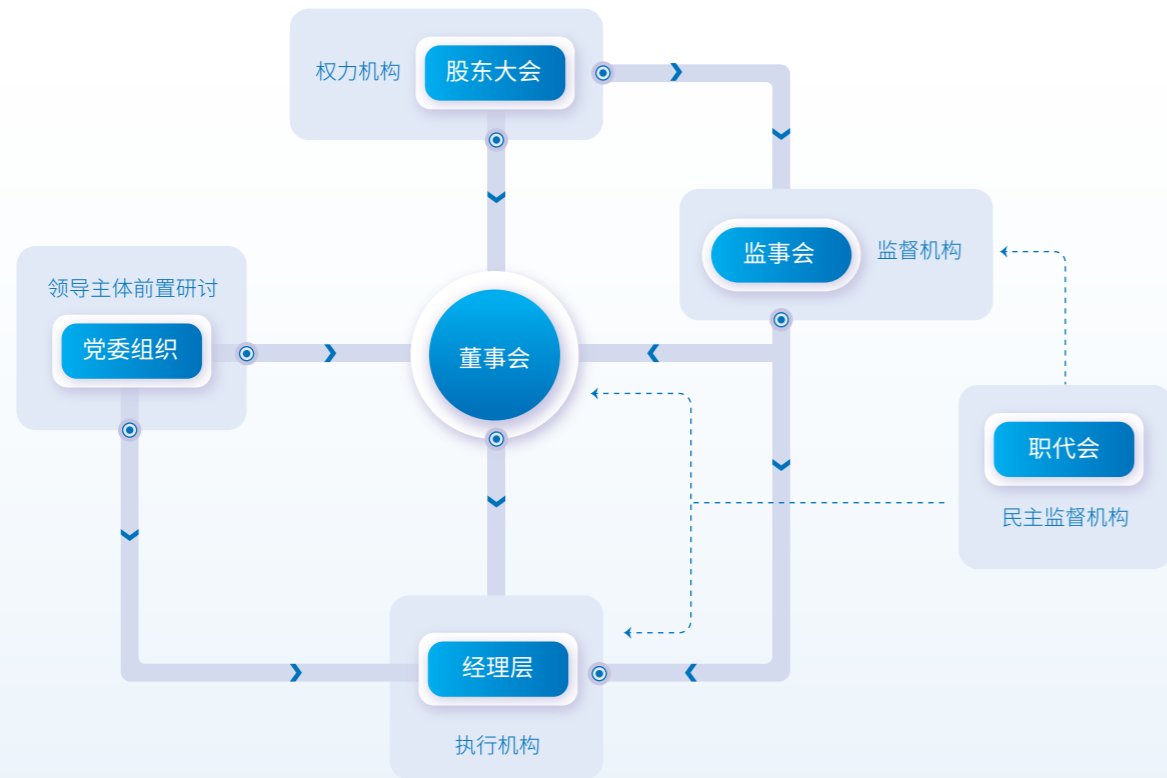 权力机构
股东大会
监事会
监督机构
领导主体前置研讨
党委组织
董事会
职代会
民主监督机构
经理层
执行机构